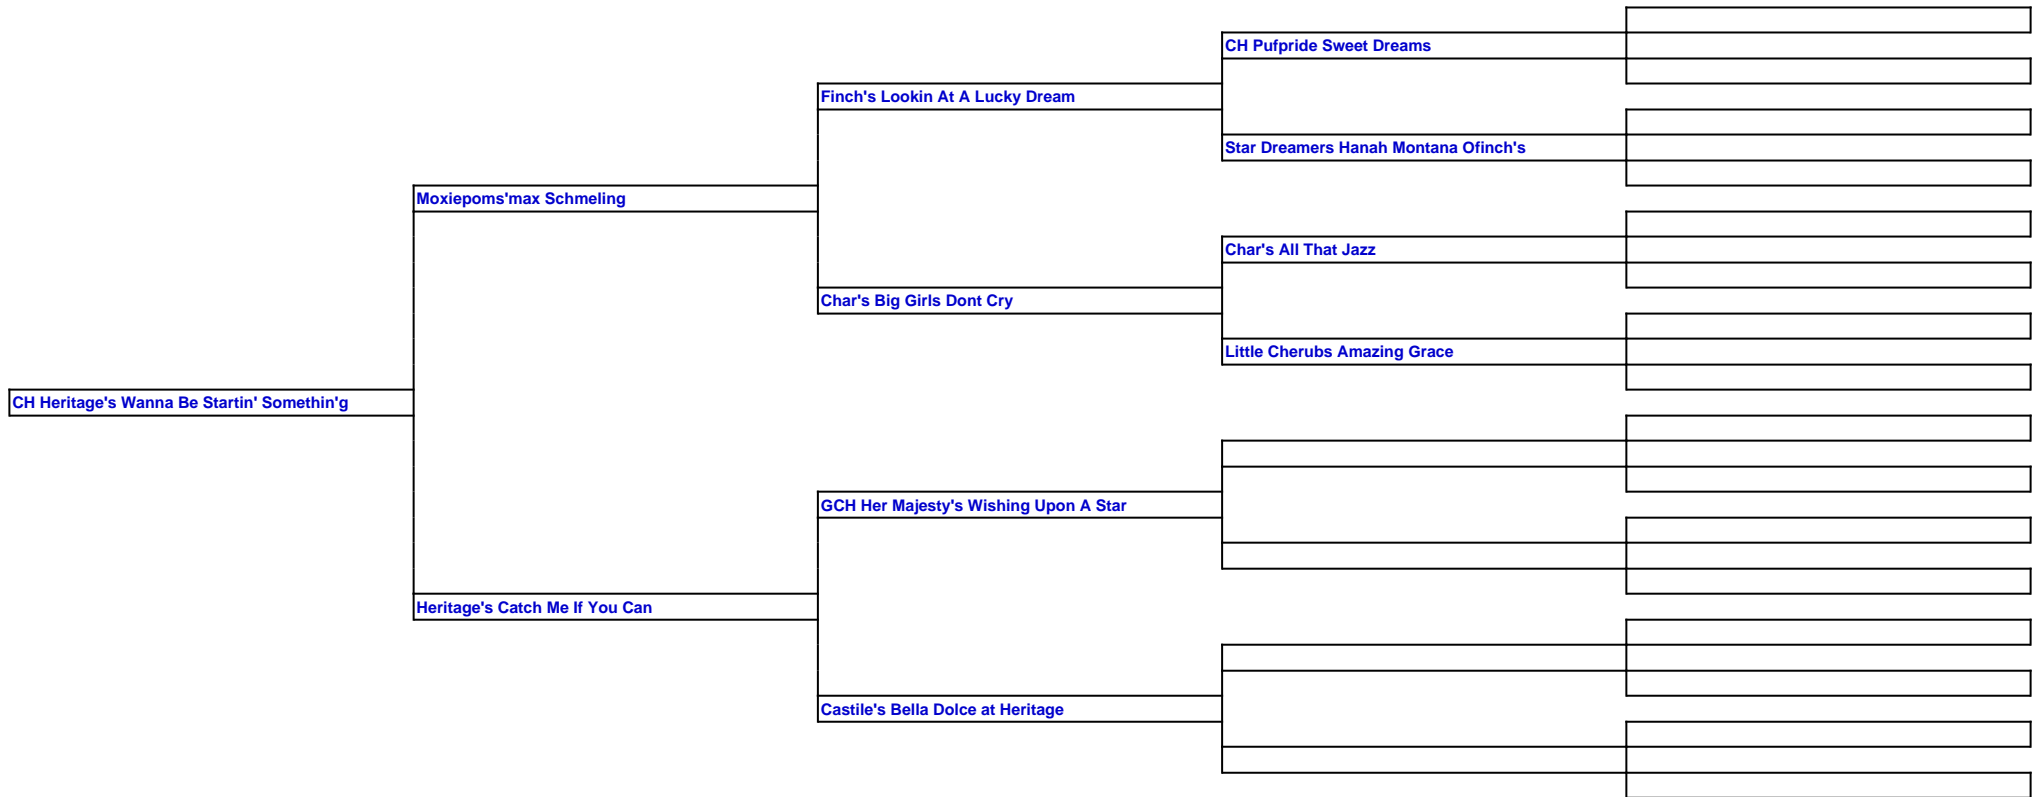 CH Pufpride Sweet Dreams
Finch's Lookin At A Lucky Dream
Star Dreamers Hanah Montana Ofinch's
Moxiepoms'max Schmeling
Char's All That Jazz
Char's Big Girls Dont Cry
Little Cherubs Amazing Grace
CH Heritage's Wanna Be Startin' Somethin'g
GCH Her Majesty's Wishing Upon A Star
Heritage's Catch Me If You Can
Castile's Bella Dolce at Heritage